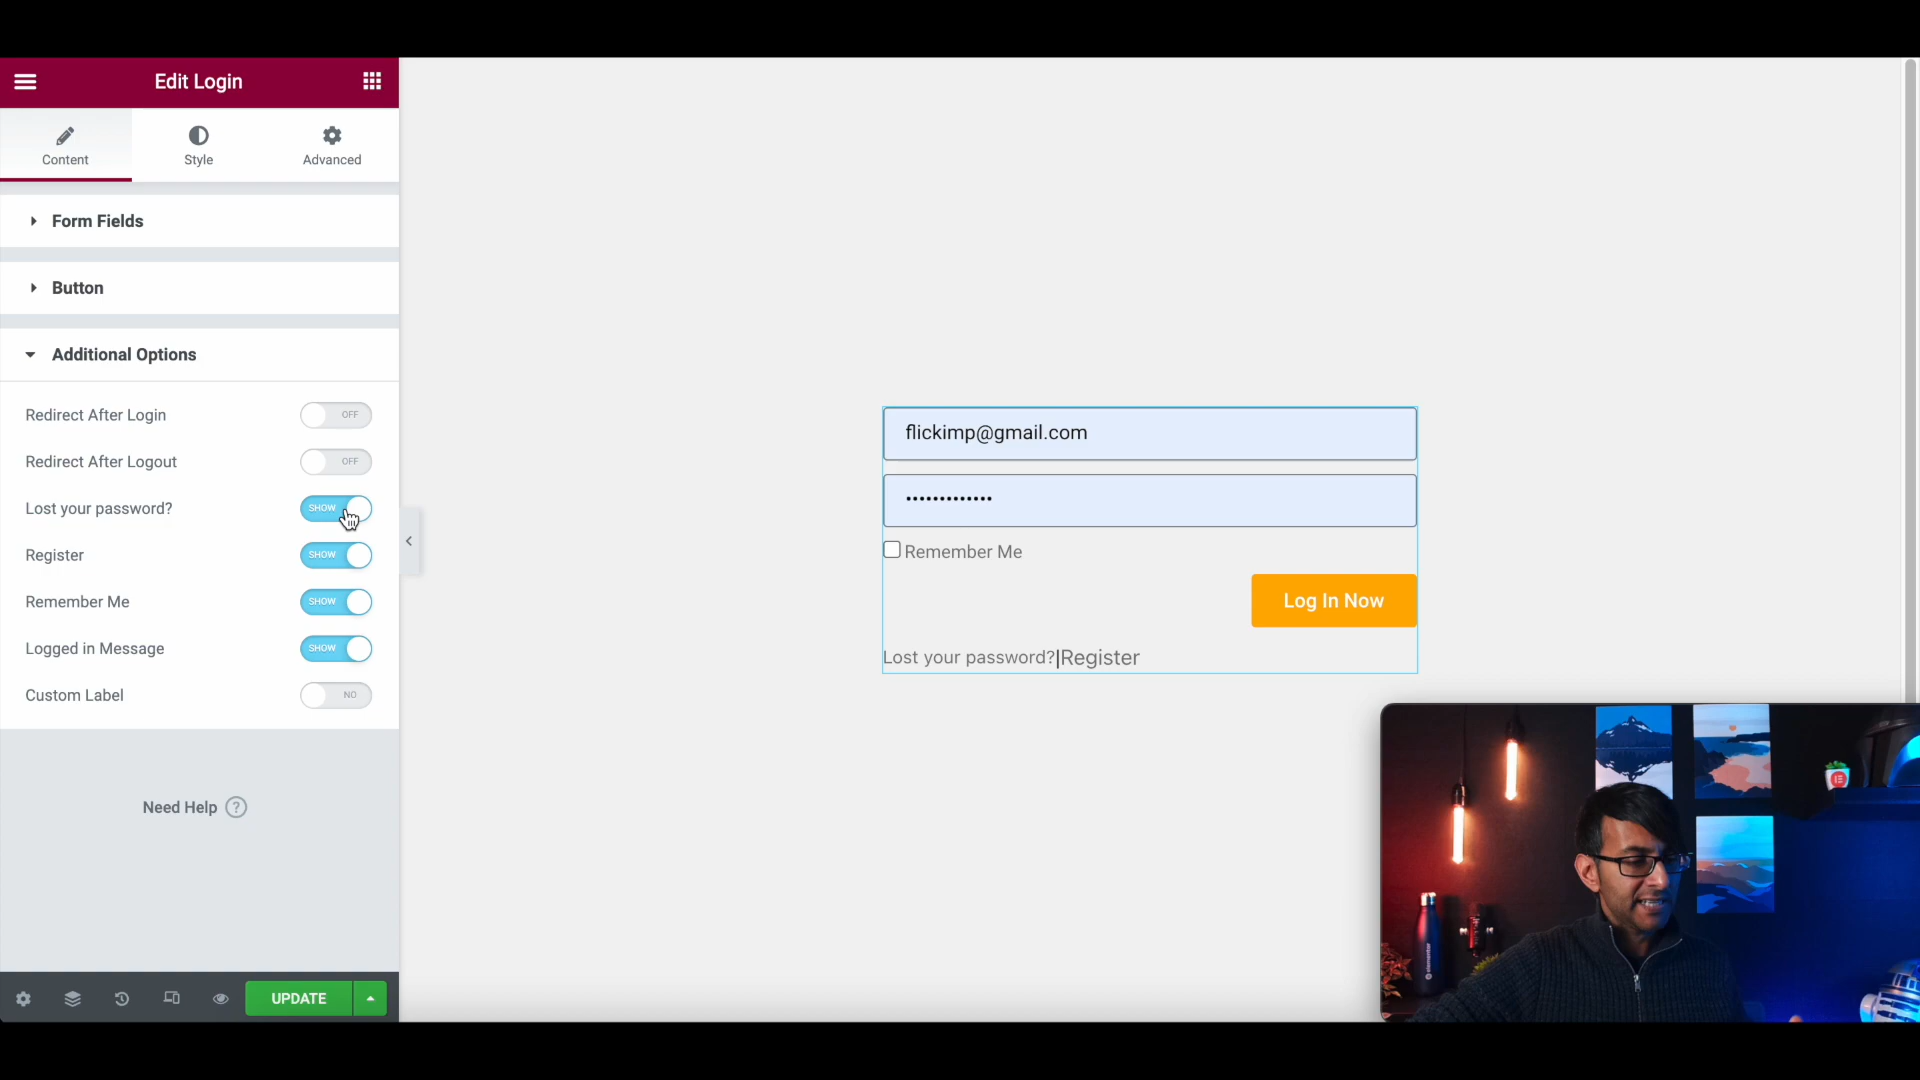 Edit Login
Content
Style
Advanced
Form Fields
Button
Additional Options
Redirect After Login
OFF
Redirect After Logout
OFF
Lost your password?
SHOW
Register
SHOW
Remember Me
SHOW
Logged in Message
SHOW
Custom Label
NO
Need Help ?
UPDATE
flickimp@gmail.com
•••••••••••••
Remember Me
Log In Now
Lost your password?|Register